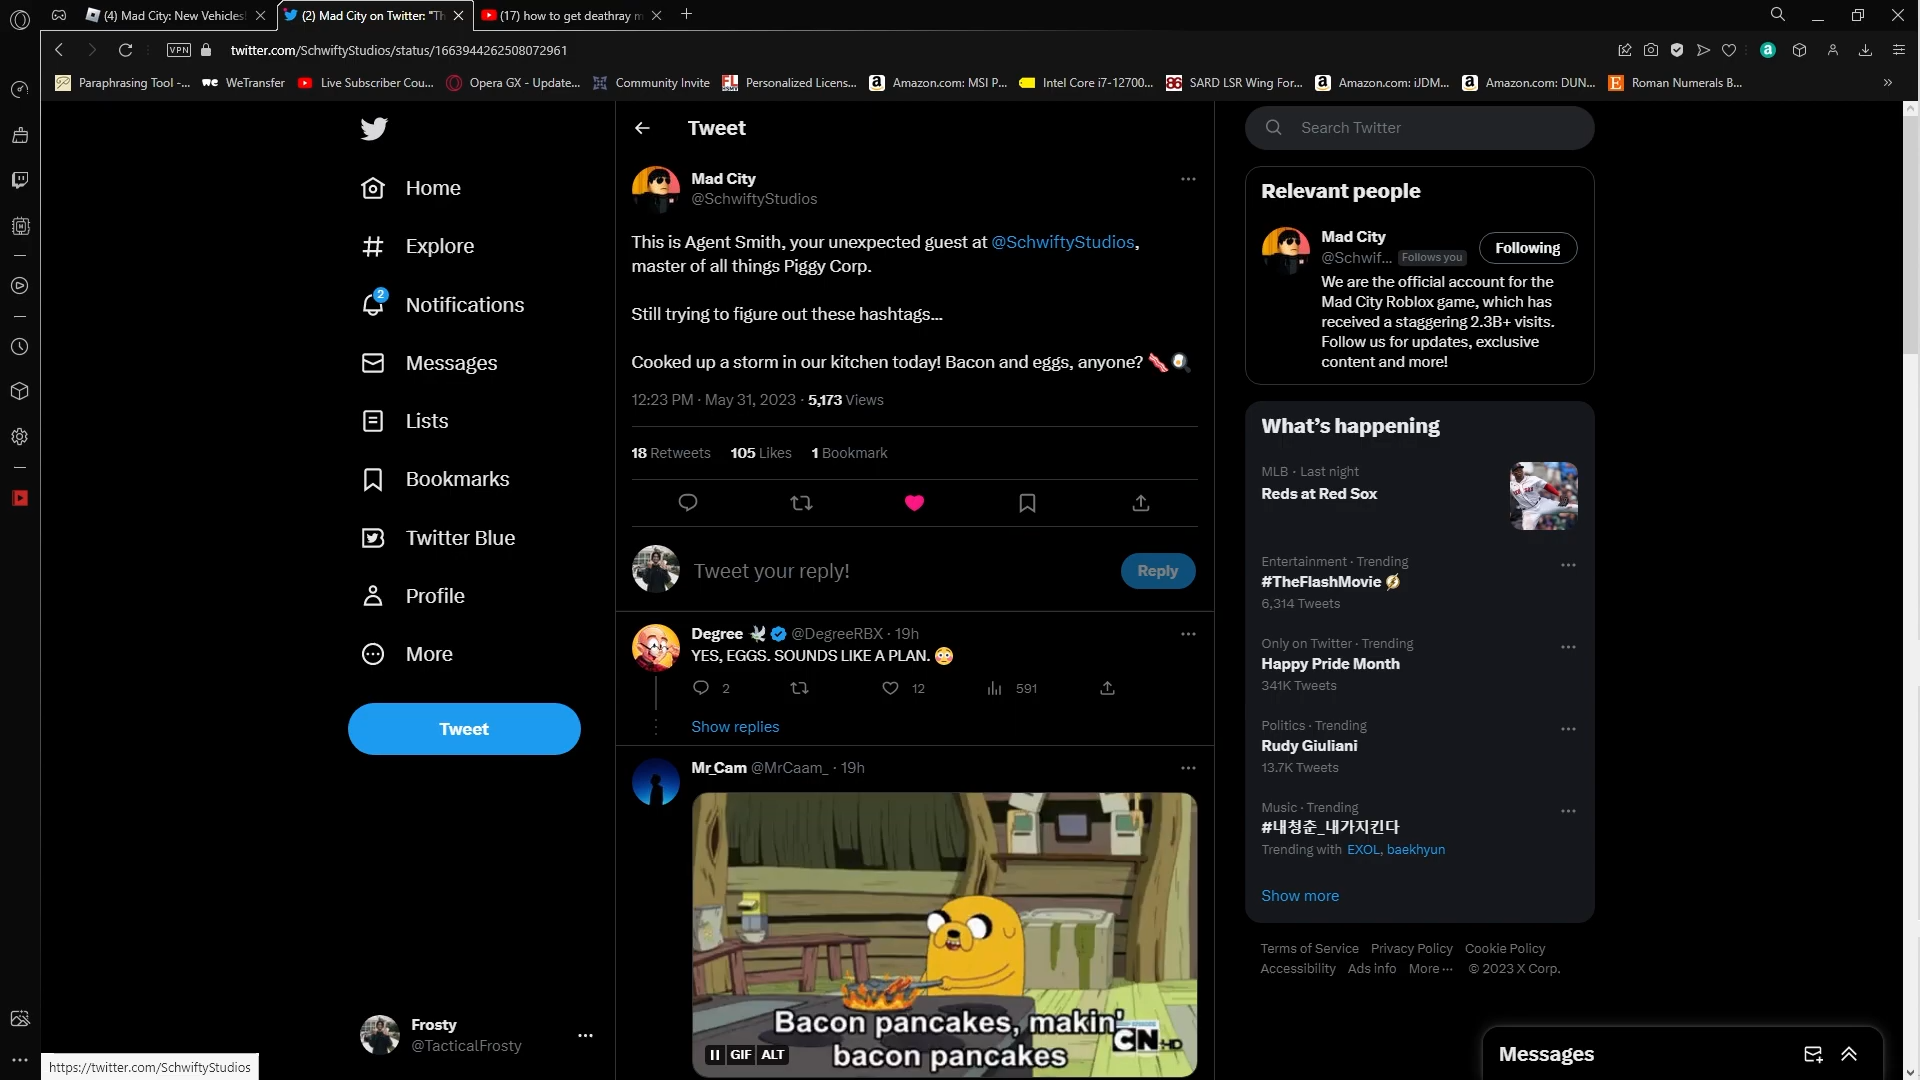 (4) Mad City: New Vehicles!
(2) Mad City on Twitter: "Th
(17) how to get deathray m
VPN
twitter.com/SchwiftyStudios/status/1663944262508072961
Paraphrasing Tool -...
WeTransfer
Live Subscriber Cou...
Opera GX - Update...
Community Invite
Personalized Licens...
Amazon.com: MSI P...
Intel Core i7-12700...
SARD LSR Wing For...
Amazon.com: iJDM...
Amazon.com: DUN...
Roman Numerals B...
Home
Explore
2
Notifications
Messages
Lists
Bookmarks
Twitter Blue
Profile
More
Tweet
Frosty
@TacticalFrosty
https://twitter.com/SchwiftyStudios
Tweet
Mad City
@SchwiftyStudios
This is Agent Smith, your unexpected guest at @SchwiftyStudios,
master of all things Piggy Corp.
Still trying to figure out these hashtags...
Cooked up a storm in our kitchen today! Bacon and eggs, anyone? 🥓🍳
12:23 PM · May 31, 2023 · 5,173 Views
18 Retweets 105 Likes 1 Bookmark
Tweet your reply!
Reply
Degree 🕊 @DegreeRBX · 19h
YES, EGGS. SOUNDS LIKE A PLAN. 😳
2 12 591
Show replies
Mr_Cam @MrCaam_ · 19h
Bacon pancakes, makin'
bacon pancakes
CN HD
GIF ALT
Search Twitter
Relevant people
Mad City
@Schwif... Follows you
Following
We are the official account for the
Mad City Roblox game, which has
received a staggering 2.3B+ visits.
Follow us for updates, exclusive
content and more!
What's happening
MLB · Last night
Reds at Red Sox
Entertainment · Trending
#TheFlashMovie
6,314 Tweets
Only on Twitter · Trending
Happy Pride Month
341K Tweets
Politics · Trending
Rudy Giuliani
13.7K Tweets
Music · Trending
#내청춘_내가지킨다
Trending with EXOL, baekhyun
Show more
Terms of Service Privacy Policy Cookie Policy
Accessibility Ads info More ··· © 2023 X Corp.
Messages